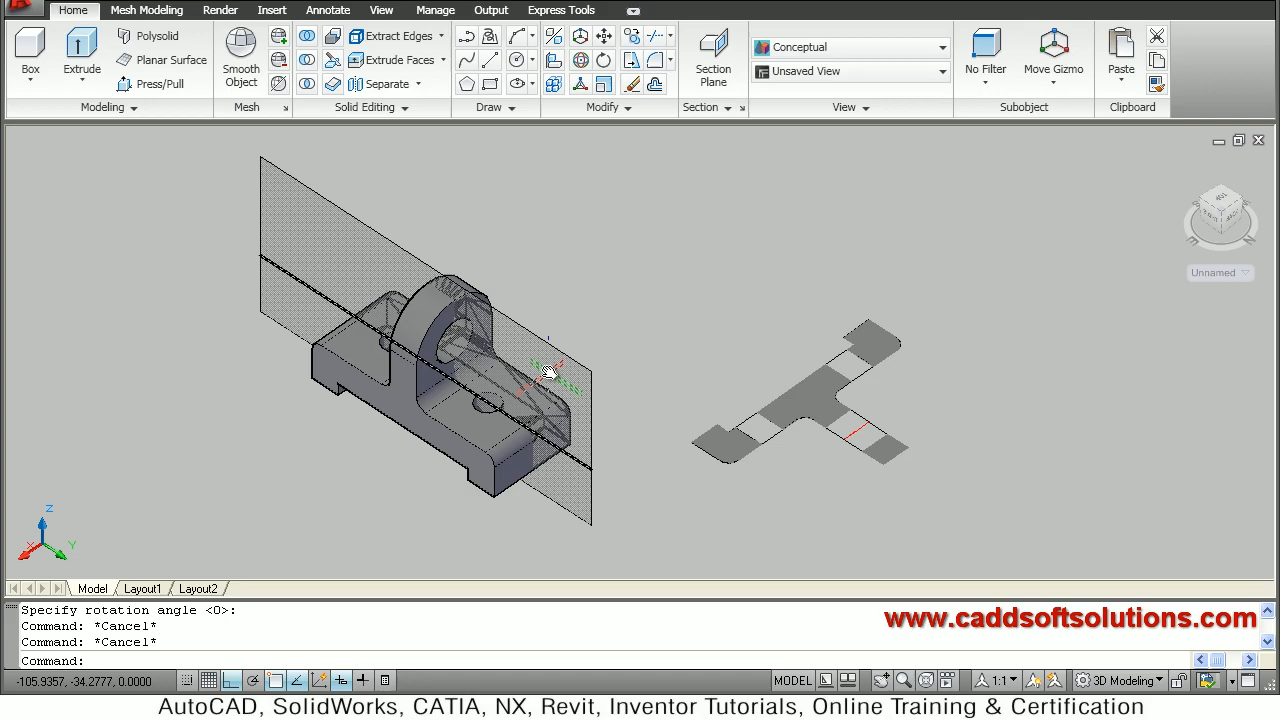 Home Mesh Modeling Render Insert Annotate View Manage Output Express Tools
Box Extrude Polysolid Planar Surface Press/Pull
Modeling
Smooth Object
Mesh
Extract Edges Extrude Faces Separate
Solid Editing
Draw
Modify
Section Plane
Section
Conceptual
Unsaved View
View
No Filter Move Gizmo
Subobject
Paste
Clipboard
Unnamed
Z
X Y
Model Layout1 Layout2
Specify rotation angle <0>:
Command: *Cancel*
Command: *Cancel*
Command:
www.caddsoftsolutions.com
-105.9357, -34.2777, 0.0000 MODEL 1:1 3D Modeling
AutoCAD, SolidWorks, CATIA, NX, Revit, Inventor Tutorials, Online Training & Certification